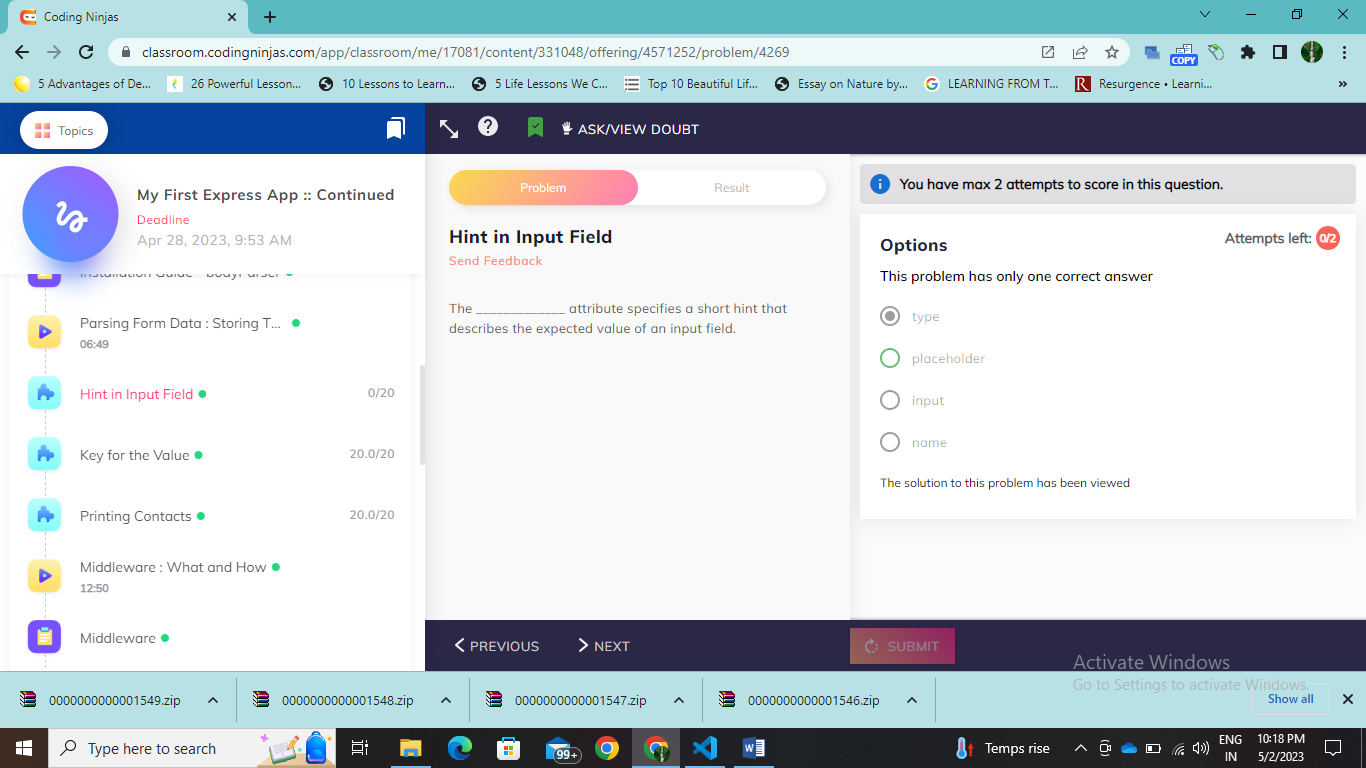 Coding Ninjas
classroom.codingninjas.com/app/classroom/me/17081/content/331048/offering/4571252/problem/4269
COPY
5 Advantages of De...
26 Powerful Lesson...
10 Lessons to Learn...
5 Life Lessons We C...
Top 10 Beautiful Lif...
Essay on Nature by...
LEARNING FROM T...
Resurgence • Learni...
Topics
ASK/VIEW DOUBT
My First Express App :: Continued
Deadline
Apr 28, 2023, 9:53 AM
Installation Guide - bodyParser
Parsing Form Data : Storing T...
06:49
Hint in Input Field
0/20
Key for the Value
20.0/20
Printing Contacts
20.0/20
Middleware : What and How
12:50
Middleware
Problem
Result
Hint in Input Field
Send Feedback
The _____________ attribute specifies a short hint that
describes the expected value of an input field.
You have max 2 attempts to score in this question.
Options
Attempts left: 0/2
This problem has only one correct answer
type
placeholder
input
name
The solution to this problem has been viewed
PREVIOUS
NEXT
SUBMIT
Activate Windows
Go to Settings to activate Windows.
0000000000001549.zip
0000000000001548.zip
0000000000001547.zip
0000000000001546.zip
Show all
Type here to search
99+
Temps rise
ENG
IN
10:18 PM
5/2/2023